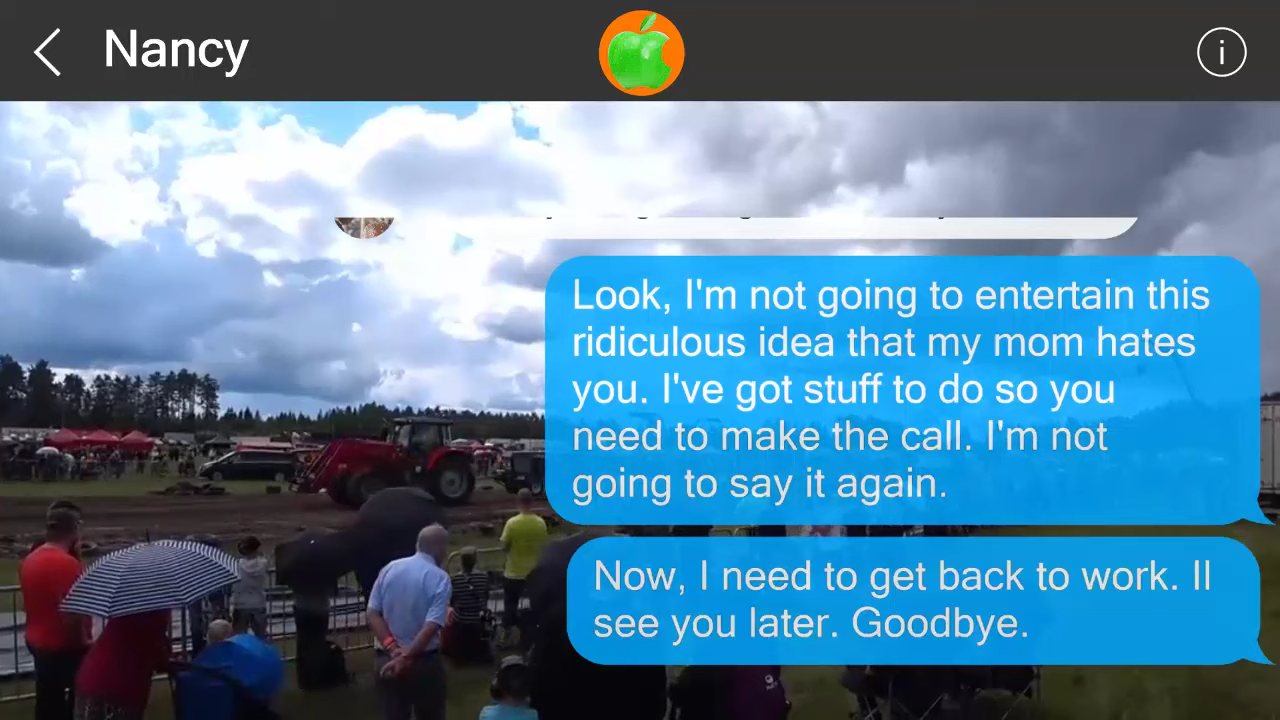 Nancy
i
Look, I'm not going to entertain this
ridiculous idea that my mom hates
you. I've got stuff to do so you
need to make the call. I'm not
going to say it again.
Now, I need to get back to work. Il
see you later. Goodbye.